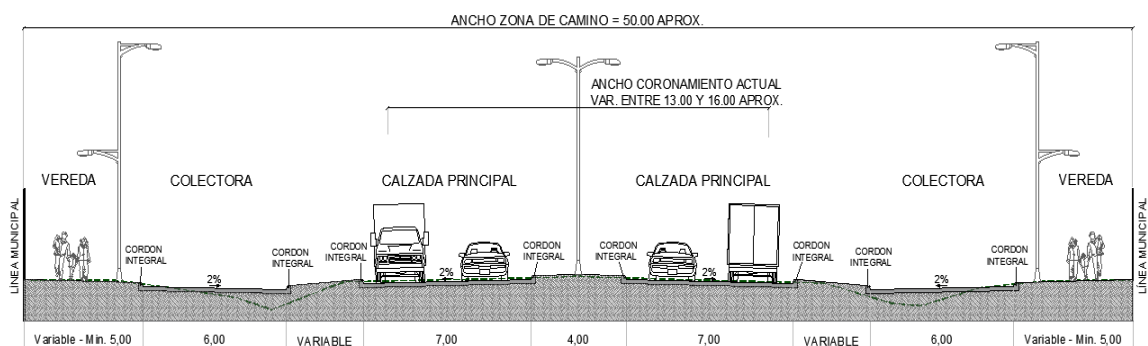 ANCHO ZONA DE CAMINO = 50.00 APROX.
ANCHO CORONAMIENTO ACTUAL
VAR. ENTRE 13.00 Y 16.00 APROX.
VEREDA
COLECTORA
CALZADA PRINCIPAL
CALZADA PRINCIPAL
COLECTORA
VEREDA
LÍNEA MUNICIPAL
CORDON
INTEGRAL
CORDON
INTEGRAL
CORDON
INTEGRAL
CORDON
INTEGRAL
CORDON
INTEGRAL
CORDON
INTEGRAL
CORDON
INTEGRAL
CORDON
INTEGRAL
LÍNEA MUNICIPAL
2%
2%
2%
2%
Variable - Min. 5,00
6,00
VARIABLE
7,00
4,00
7,00
VARIABLE
6,00
Variable - Min. 5,00